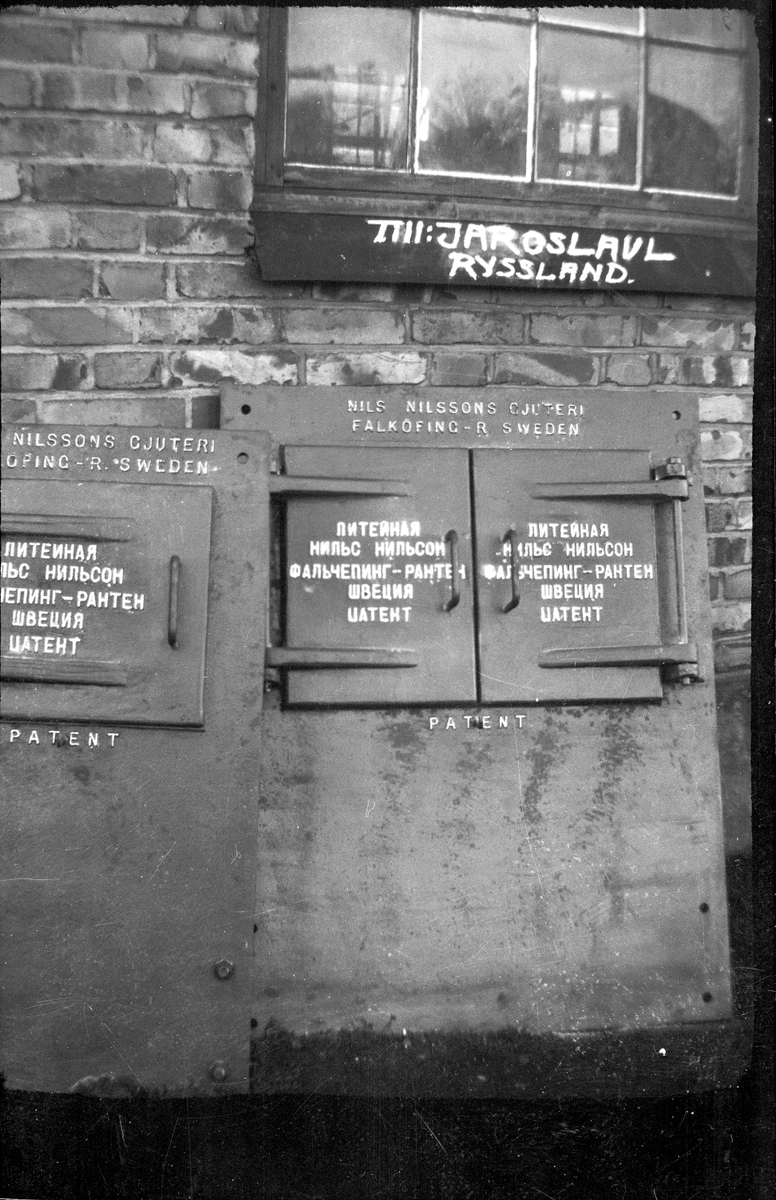 Till: JAROSLAVL
RYSSLAND.
NILSSONS GJUTERI
ÖPING-R. SWEDEN
ЛИТЕЙНАЯ
ЛЬС НИЛЬСОН
ЧЕПИНГ-РАНТЕН
ШВЕЦИЯ
ЦАТЕНТ
PATENT
NILS NILSSONS GJUTERI
FALKÖPING-R. SWEDEN
ЛИТЕЙНАЯ
НИЛЬС НИЛЬСОН
ФАЛЬЧЕПИНГ-РАНТЕН
ШВЕЦИЯ
ЦАТЕНТ
ЛИТЕЙНАЯ
НИЛЬС НИЛЬСОН
ФАЛЬЧЕПИНГ-РАНТЕН
ШВЕЦИЯ
ЦАТЕНТ
PATENT